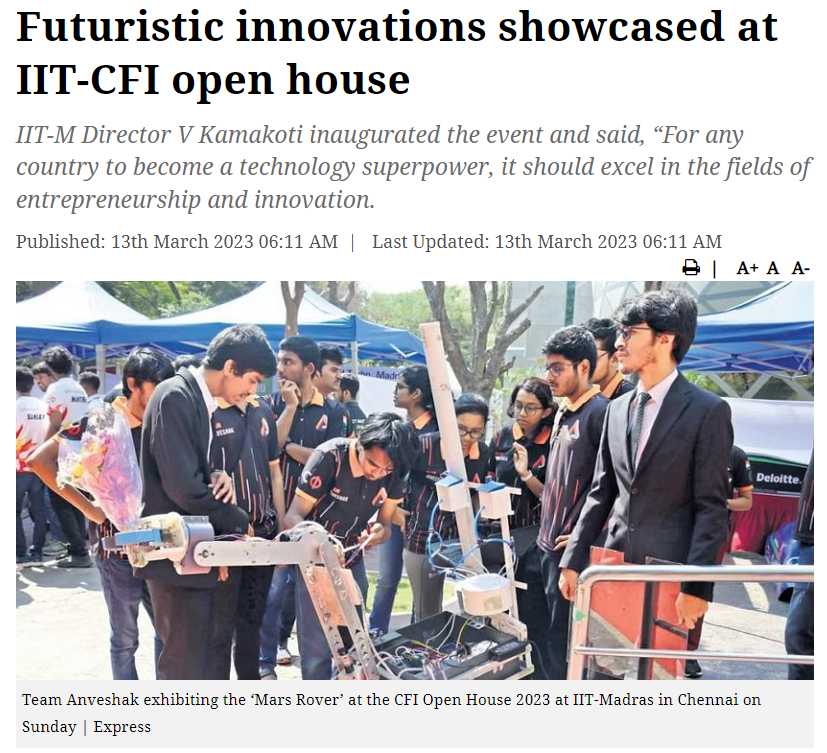 Futuristic innovations showcased at
IIT-CFI open house
IIT-M Director V Kamakoti inaugurated the event and said, “For any
country to become a technology superpower, it should excel in the fields of
entrepreneurship and innovation.
Published: 13th March 2023 06:11 AM | Last Updated: 13th March 2023 06:11 AM
| A+ A A-
Deloitte.
Team Anveshak exhibiting the ‘Mars Rover’ at the CFI Open House 2023 at IIT-Madras in Chennai on
Sunday | Express